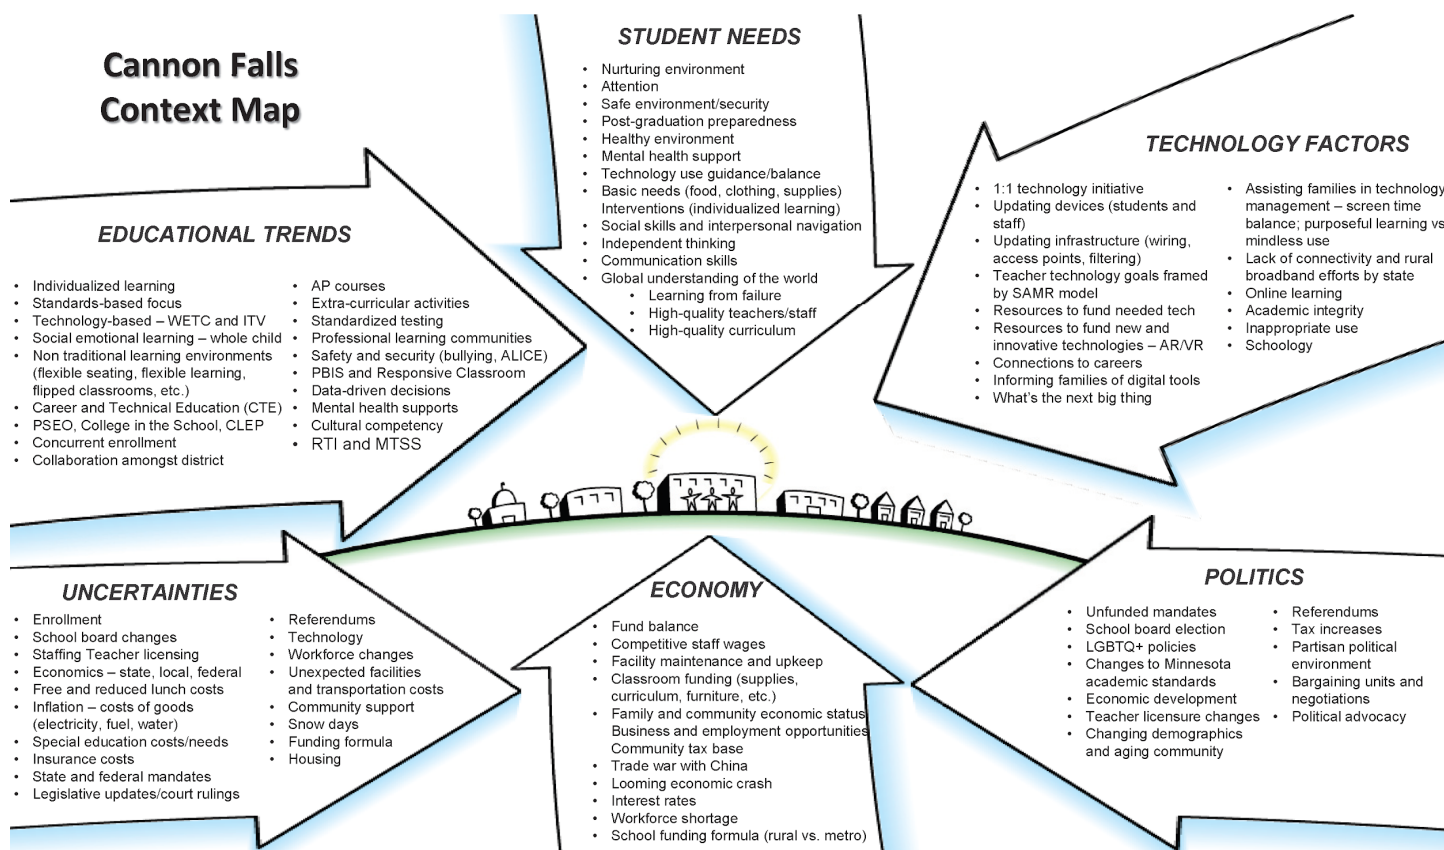 Cannon Falls
Context Map
STUDENT NEEDS
• Nurturing environment
• Attention
• Safe environment/security
• Post-graduation preparedness
• Healthy environment
• Mental health support
• Technology use guidance/balance
• Basic needs (food, clothing, supplies)
Interventions (individualized learning)
• Social skills and interpersonal navigation
• Independent thinking
• Communication skills
• Global understanding of the world
• Learning from failure
• High-quality teachers/staff
• High-quality curriculum
TECHNOLOGY FACTORS
• 1:1 technology initiative
• Updating devices (students and
staff)
• Updating infrastructure (wiring,
access points, filtering)
• Teacher technology goals framed
by SAMR model
• Resources to fund needed tech
• Resources to fund new and
innovative technologies – AR/VR
• Connections to careers
• Informing families of digital tools
• What's the next big thing
• Assisting families in technology
management – screen time
balance; purposeful learning vs
mindless use
• Lack of connectivity and rural
broadband efforts by state
• Online learning
• Academic integrity
• Inappropriate use
• Schoology
EDUCATIONAL TRENDS
• Individualized learning
• Standards-based focus
• Technology-based – WETC and ITV
• Social emotional learning – whole child
• Non traditional learning environments
(flexible seating, flexible learning,
flipped classrooms, etc.)
• Career and Technical Education (CTE)
• PSEO, College in the School, CLEP
• Concurrent enrollment
• Collaboration amongst district
• AP courses
• Extra-curricular activities
• Standardized testing
• Professional learning communities
• Safety and security (bullying, ALICE)
• PBIS and Responsive Classroom
• Data-driven decisions
• Mental health supports
• Cultural competency
• RTI and MTSS
UNCERTAINTIES
• Enrollment
• School board changes
• Staffing Teacher licensing
• Economics – state, local, federal
• Free and reduced lunch costs
• Inflation – costs of goods
(electricity, fuel, water)
• Special education costs/needs
• Insurance costs
• State and federal mandates
• Legislative updates/court rulings
• Referendums
• Technology
• Workforce changes
• Unexpected facilities
and transportation costs
• Community support
• Snow days
• Funding formula
• Housing
ECONOMY
• Fund balance
• Competitive staff wages
• Facility maintenance and upkeep
• Classroom funding (supplies,
curriculum, furniture, etc.)
• Family and community economic status
Business and employment opportunities
Community tax base
• Trade war with China
• Looming economic crash
• Interest rates
• Workforce shortage
• School funding formula (rural vs. metro)
POLITICS
• Unfunded mandates
• School board election
• LGBTQ+ policies
• Changes to Minnesota
academic standards
• Economic development
• Teacher licensure changes
• Changing demographics
and aging community
• Referendums
• Tax increases
• Partisan political
environment
• Bargaining units and
negotiations
• Political advocacy